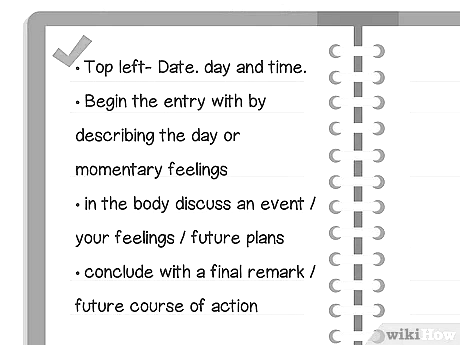 • Top left- Date. day and time.
• Begin the entry with by
describing the day or
momentary feelings
• in the body discuss an event /
your feelings / future plans
• conclude with a final remark /
future course of action
wikiHow